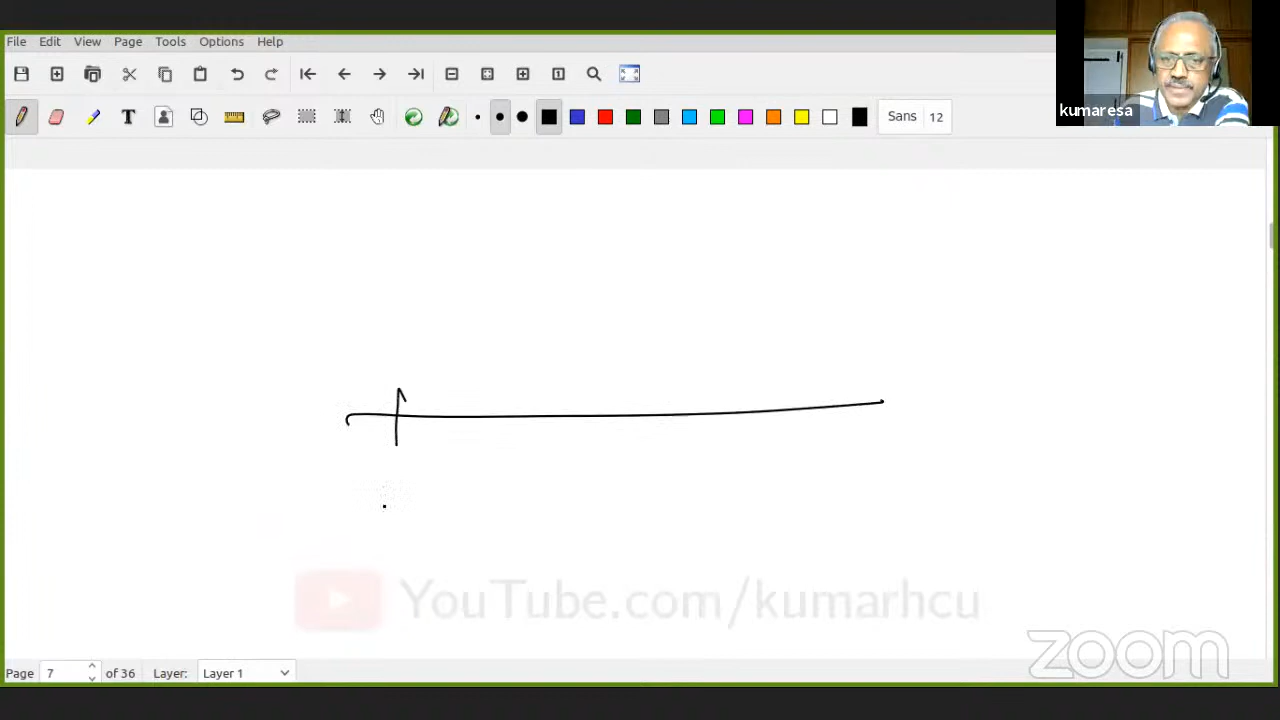 File Edit View Page Tools Options Help
kumaresa
T 1 Sans 12
YouTube.com/kumarhcu
zoom
Page 7 of 36 Layer: Layer 1